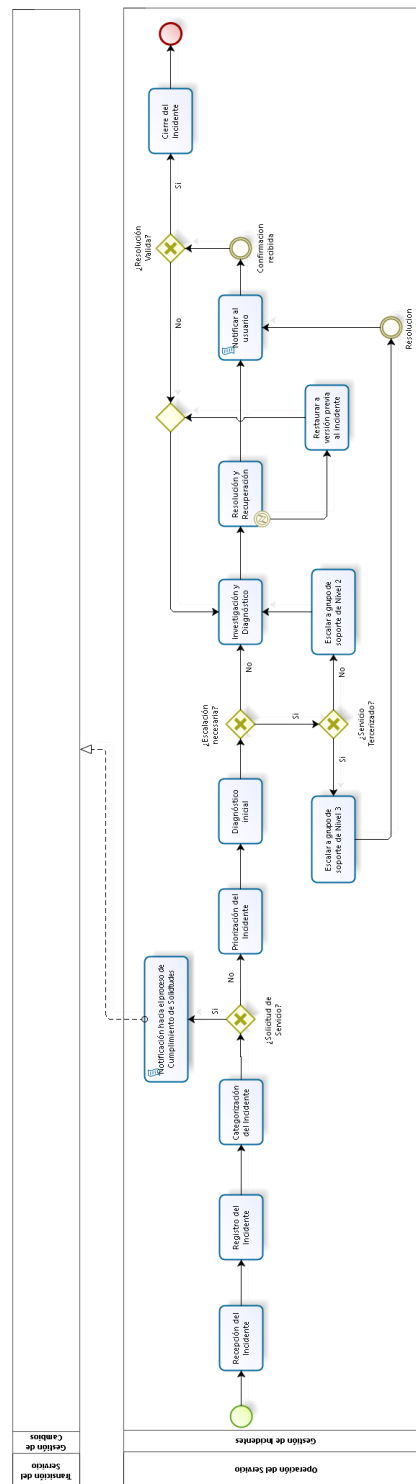 Transición del
Servicio
Gestión de
Cambios
Operación del Servicio
Gestión de Incidentes
Recepción del
Incidente
Registro del
Incidente
Categorización
del Incidente
¿Solicitud de
Servicio?
Si
Notificación hacia el proceso de
Cumplimiento de Solicitudes
No
Priorización del
Incidente
Diagnóstico
inicial
¿Escalación
necesaria?
Si
No
¿Servicio
Tercerizado?
Si
Escalar a grupo de
soporte de Nivel 3
No
Escalar a grupo de
soporte de Nivel 2
Investigación y
Diagnóstico
Resolución y
Recuperación
Restaurar a
versión previa
al incidente
Resolucion
Notificar al
usuario
Confirmacion
recibida
¿Resolución
Valida?
No
Si
Cierre del
Incidente